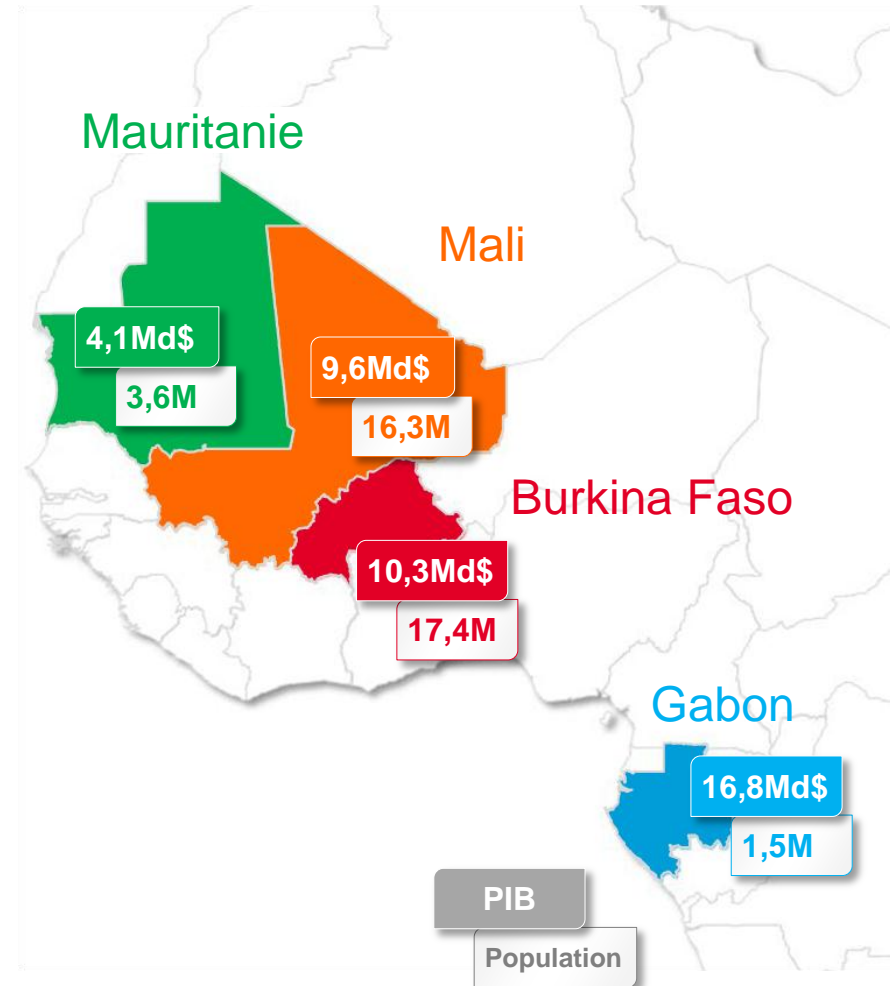 Mauritanie
Mali
4,1Md$
3,6M
9,6Md$
16,3M
Burkina Faso
10,3Md$
17,4M
Gabon
16,8Md$
1,5M
PIB
Population